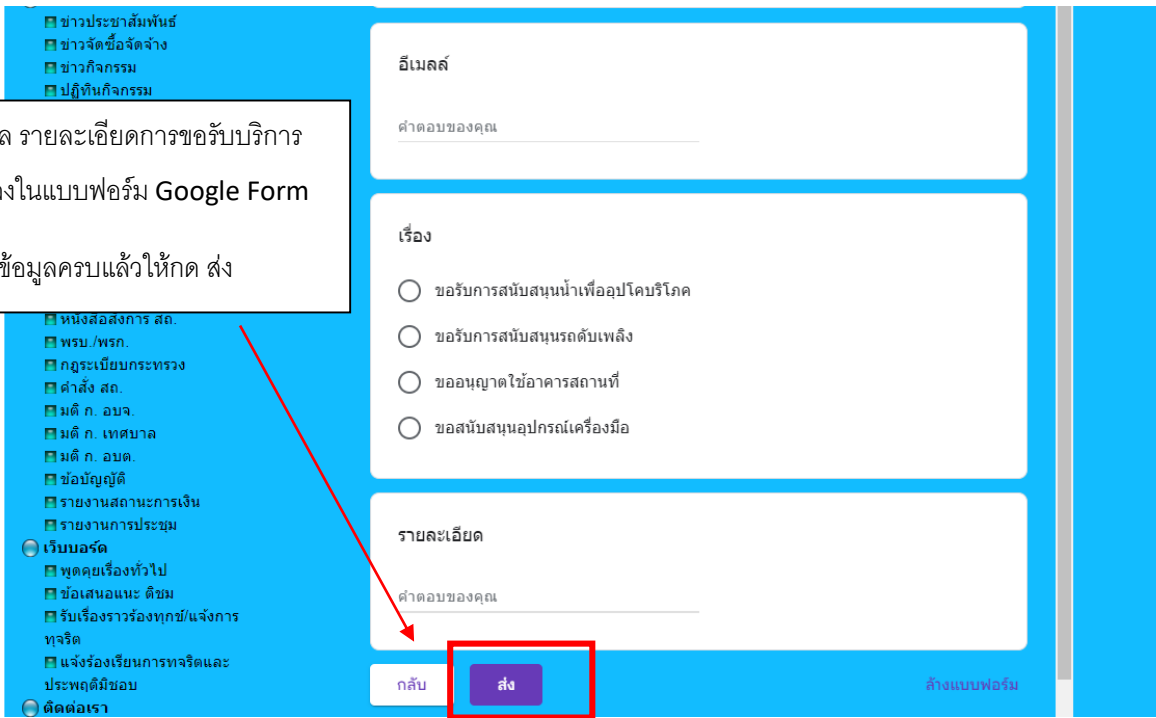 ข่าวประชาสัมพันธ์
ข่าวจัดซื้อจัดจ้าง
ข่าวกิจกรรม
ปฏิทินกิจกรรม
ล รายละเอียดการขอรับบริการ
งในแบบฟอร์ม Google Form
ข้อมูลครบแล้วให้กด ส่ง
หนังสือสั่งการ สถ.
พรบ./พรก.
กฎระเบียบกระทรวง
คำสั่ง สถ.
มติ ก. อบจ.
มติ ก. เทศบาล
มติ ก. อบต.
ข้อบัญญัติ
รายงานสถานะการเงิน
รายงานการประชุม
เว็บบอร์ด
พูดคุยเรื่องทั่วไป
ข้อเสนอแนะ ติชม
รับเรื่องราวร้องทุกข์/แจ้งการ
ทุจริต
แจ้งร้องเรียนการทุจริตและ
ประพฤติมิชอบ
ติดต่อเรา
อีเมลล์
คำตอบของคุณ
เรื่อง
ขอรับการสนับสนุนน้ำเพื่ออุปโคบริโภค
ขอรับการสนับสนุนรถดับเพลิง
ขออนุญาตใช้อาคารสถานที่
ขอสนับสนุนอุปกรณ์เครื่องมือ
รายละเอียด
คำตอบของคุณ
กลับ
ส่ง
ล้างแบบฟอร์ม